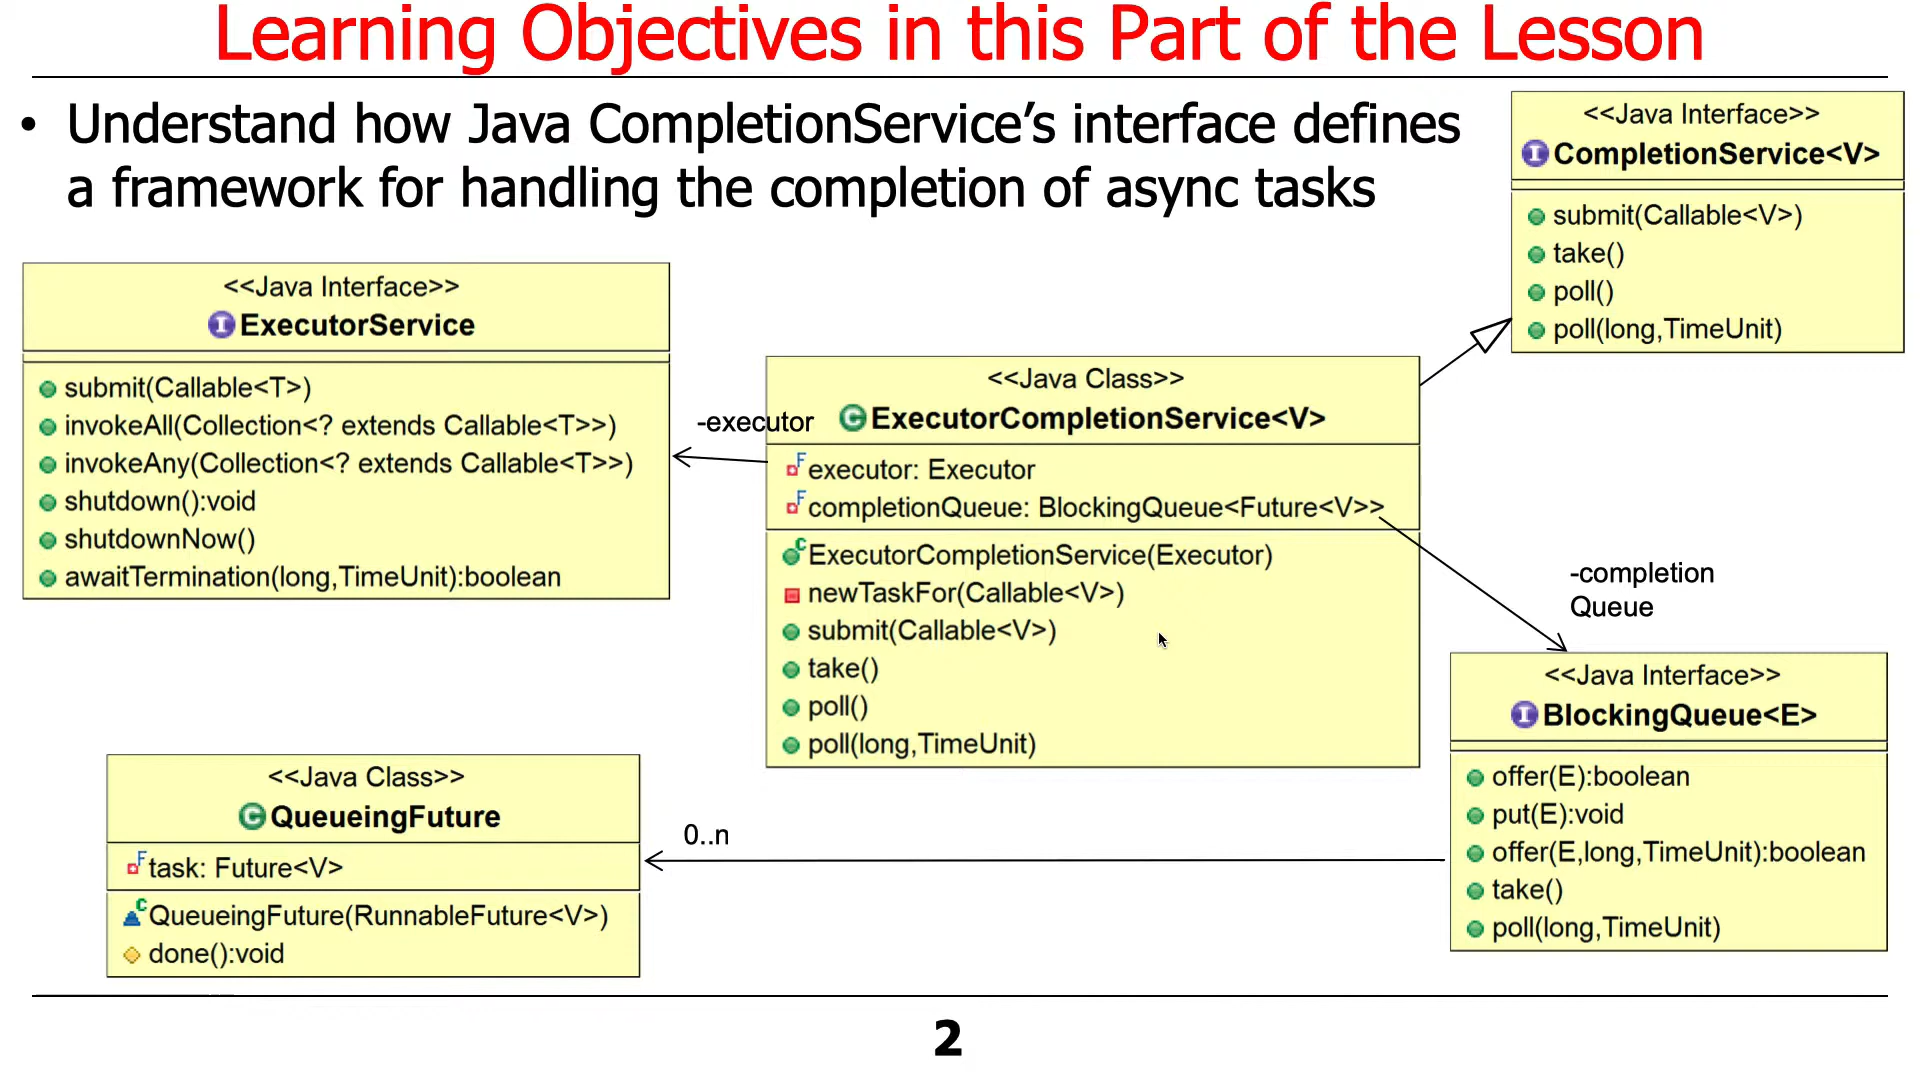 Learning Objectives in this Part of the Lesson
• Understand how Java CompletionService’s interface defines
a framework for handling the completion of async tasks
<<Java Interface>>
CompletionService<V>
submit(Callable<V>)
take()
poll()
poll(long,TimeUnit)
<<Java Interface>>
ExecutorService
submit(Callable<T>)
invokeAll(Collection<? extends Callable<T>>)
invokeAny(Collection<? extends Callable<T>>)
shutdown():void
shutdownNow()
awaitTermination(long,TimeUnit):boolean
-executor
<<Java Class>>
ExecutorCompletionService<V>
executor: Executor
completionQueue: BlockingQueue<Future<V>>
ExecutorCompletionService(Executor)
newTaskFor(Callable<V>)
submit(Callable<V>)
take()
poll()
poll(long,TimeUnit)
-completion
Queue
<<Java Interface>>
BlockingQueue<E>
offer(E):boolean
put(E):void
offer(E,long,TimeUnit):boolean
take()
poll(long,TimeUnit)
<<Java Class>>
QueueingFuture
task: Future<V>
QueueingFuture(RunnableFuture<V>)
done():void
0..n
2